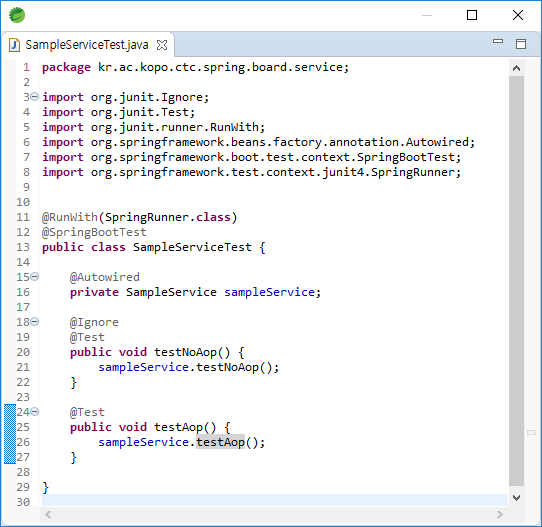 SampleServiceTest.java
1 package kr.ac.kopo.ctc.spring.board.service;
2
3 import org.junit.Ignore;
4 import org.junit.Test;
5 import org.junit.runner.RunWith;
6 import org.springframework.beans.factory.annotation.Autowired;
7 import org.springframework.boot.test.context.SpringBootTest;
8 import org.springframework.test.context.junit4.SpringRunner;
9
10
11 @RunWith(SpringRunner.class)
12 @SpringBootTest
13 public class SampleServiceTest {
14
15     @Autowired
16     private SampleService sampleService;
17
18     @Ignore
19     @Test
20     public void testNoAop() {
21         sampleService.testNoAop();
22     }
23
24     @Test
25     public void testAop() {
26         sampleService.testAop();
27     }
28
29 }
30